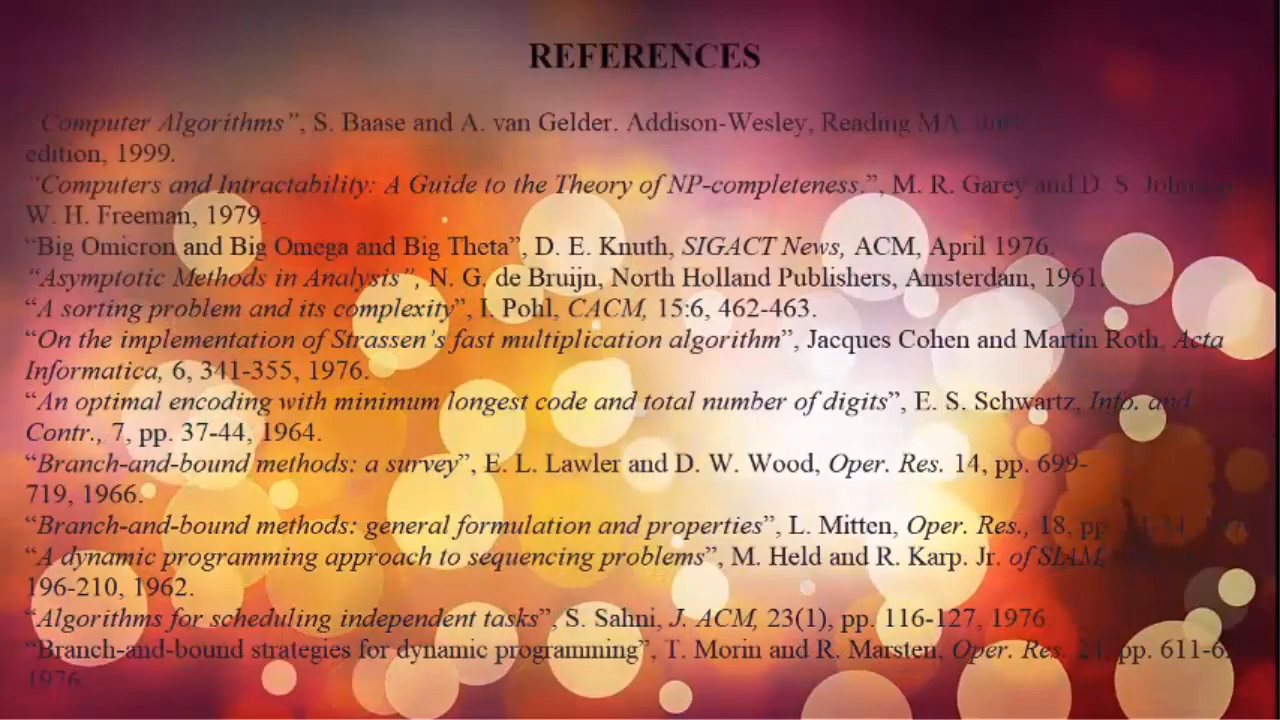 REFERENCES
“Computer Algorithms”, S. Baase and A. van Gelder. Addison-Wesley, Reading MA.
edition, 1999.
“Computers and Intractability: A Guide to the Theory of NP-completeness.”, M. R. Garey and D. S. Johnson
W. H. Freeman, 1979.
“Big Omicron and Big Omega and Big Theta”, D. E. Knuth, SIGACT News, ACM, April 1976.
“Asymptotic Methods in Analysis”, N. G. de Bruijn, North Holland Publishers, Amsterdam, 1961.
“A sorting problem and its complexity”, I. Pohl, CACM, 15:6, 462-463.
“On the implementation of Strassen’s fast multiplication algorithm”, Jacques Cohen and Martin Roth, Acta
Informatica, 6, 341-355, 1976.
“An optimal encoding with minimum longest code and total number of digits”, E. S. Schwartz, Info. and
Contr., 7, pp. 37-44, 1964.
“Branch-and-bound methods: a survey”, E. L. Lawler and D. W. Wood, Oper. Res. 14, pp. 699-
719, 1966.
“Branch-and-bound methods: general formulation and properties”, L. Mitten, Oper. Res., 18, pp
“A dynamic programming approach to sequencing problems”, M. Held and R. Karp. Jr. of SIAM,
196-210, 1962.
“Algorithms for scheduling independent tasks”, S. Sahni, J. ACM, 23(1), pp. 116-127, 1976
“Branch-and-bound strategies for dynamic programming”, T. Morin and R. Marsten, Oper. Res. 24, pp.
1976